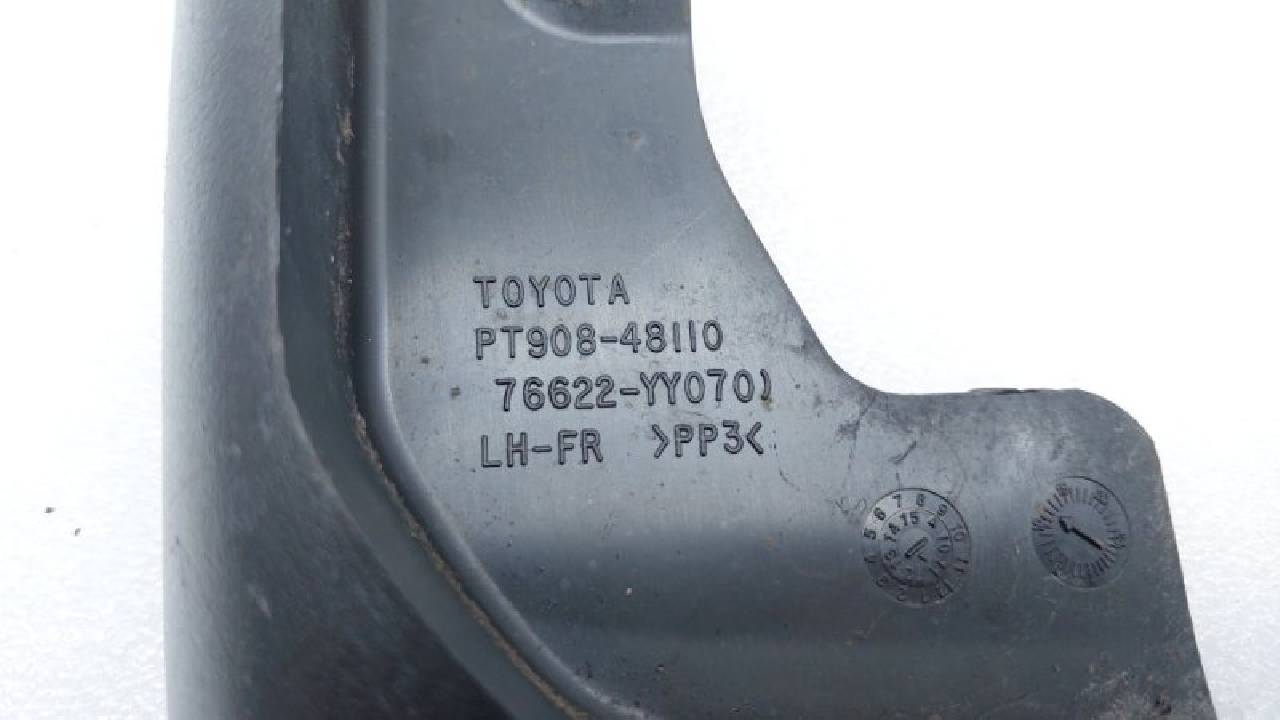 TOYOTA
PT908-48110
76622-YY070)
LH-FR >PP3<